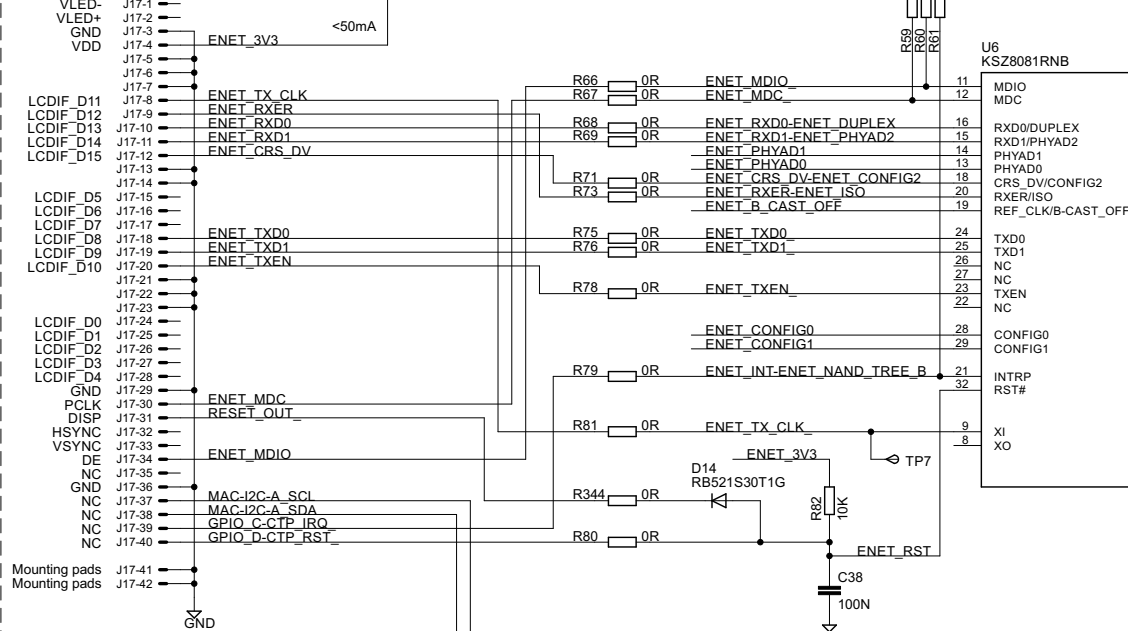 VLED- J17-1
VLED+ J17-2
GND J17-3 <50mA
VDD J17-4 ENET_3V3 R59 R60 R61
J17-5 U6
J17-6 KSZ8081RNB
J17-7 R66 0R ENET_MDIO_ 11 MDIO
LCDIF_D11 J17-8 ENET_TX_CLK R67 0R ENET_MDC_ 12 MDC
LCDIF_D12 J17-9 ENET_RXER
LCDIF_D13 J17-10 ENET_RXD0 R68 0R ENET_RXD0-ENET_DUPLEX 16 RXD0/DUPLEX
LCDIF_D14 J17-11 ENET_RXD1 R69 0R ENET_RXD1-ENET_PHYAD2 15 RXD1/PHYAD2
LCDIF_D15 J17-12 ENET_CRS_DV ENET_PHYAD1 14 PHYAD1
J17-13 ENET_PHYAD0 13 PHYAD0
J17-14 R71 0R ENET_CRS_DV-ENET_CONFIG2 18 CRS_DV/CONFIG2
LCDIF_D5 J17-15 R73 0R ENET_RXER-ENET_ISO 20 RXER/ISO
LCDIF_D6 J17-16 ENET_B_CAST_OFF 19 REF_CLK/B-CAST_OFF
LCDIF_D7 J17-17
LCDIF_D8 J17-18 ENET_TXD0 R75 0R ENET_TXD0_ 24 TXD0
LCDIF_D9 J17-19 ENET_TXD1 R76 0R ENET_TXD1_ 25 TXD1
LCDIF_D10 J17-20 ENET_TXEN 26 NC
J17-21 27 NC
J17-22 R78 0R ENET_TXEN_ 23 TXEN
J17-23 22 NC
LCDIF_D0 J17-24
LCDIF_D1 J17-25 ENET_CONFIG0 28 CONFIG0
LCDIF_D2 J17-26 ENET_CONFIG1 29 CONFIG1
LCDIF_D3 J17-27
LCDIF_D4 J17-28 R79 0R ENET_INT-ENET_NAND_TREE_B 21 INTRP
GND J17-29 32 RST#
PCLK J17-30 ENET_MDC
DISP J17-31 RESET_OUT_
HSYNC J17-32 R81 0R ENET_TX_CLK_ 9 XI
VSYNC J17-33 8 XO
DE J17-34 ENET_MDIO ENET_3V3 TP7
NC J17-35 D14
GND J17-36 RB521S30T1G
NC J17-37 MAC-I2C-A_SCL R344 0R R82 10K
NC J17-38 MAC-I2C-A_SDA
NC J17-39 GPIO_C-CTP_IRQ_
NC J17-40 GPIO_D-CTP_RST_ R80 0R
ENET_RST
Mounting pads J17-41 C38
Mounting pads J17-42
100N
GND